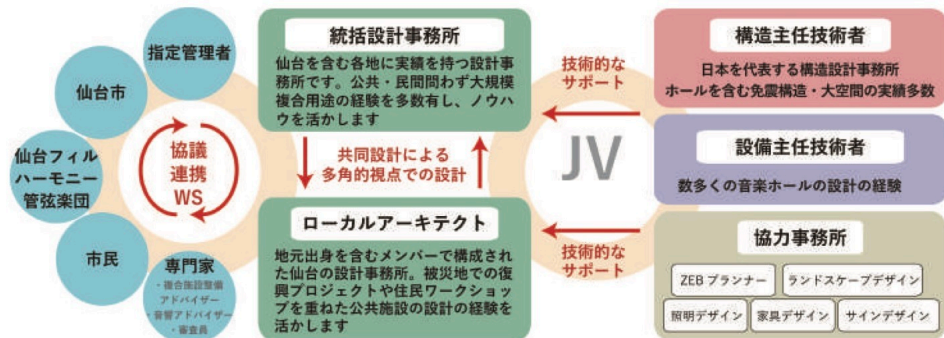 指定管理者
仙台市
仙台フィル
ハーモニー
管弦楽団
市民
専門家
・複合施設整備
アドバイザー
・音響アドバイザー
・審査員
協議
連携
WS
統括設計事務所
仙台を含む各地に実績を持つ設計事
務所です。公共・民間問わず大規模
複合用途の経験を多数有し、ノウハ
ウを活かします
共同設計による
多角的視点での設計
ローカルアーキテクト
地元出身を含むメンバーで構成され
た仙台の設計事務所。被災地での復
興プロジェクトや住民ワークショッ
プを重ねた公共施設の設計の経験を
活かします
技術的な
サポート
JV
技術的な
サポート
構造主任技術者
日本を代表する構造設計事務所
ホールを含む免震構造・大空間の実績多数
設備主任技術者
数多くの音楽ホールの設計の経験
協力事務所
ZEB プランナー
ランドスケープデザイン
照明デザイン
家具デザイン
サインデザイン